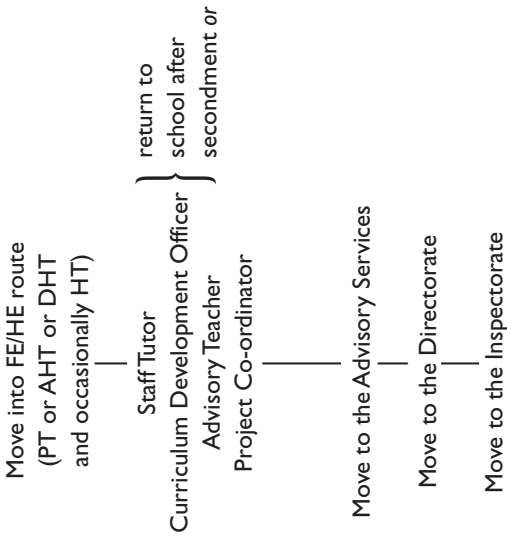 Move into FE/HE route
(PT or AHT or DHT
and occasionally HT)
Staff Tutor
Curriculum Development Officer
Advisory Teacher
Project Co-ordinator
return to
school after
secondment or
Move to the Advisory Services
Move to the Directorate
Move to the Inspectorate